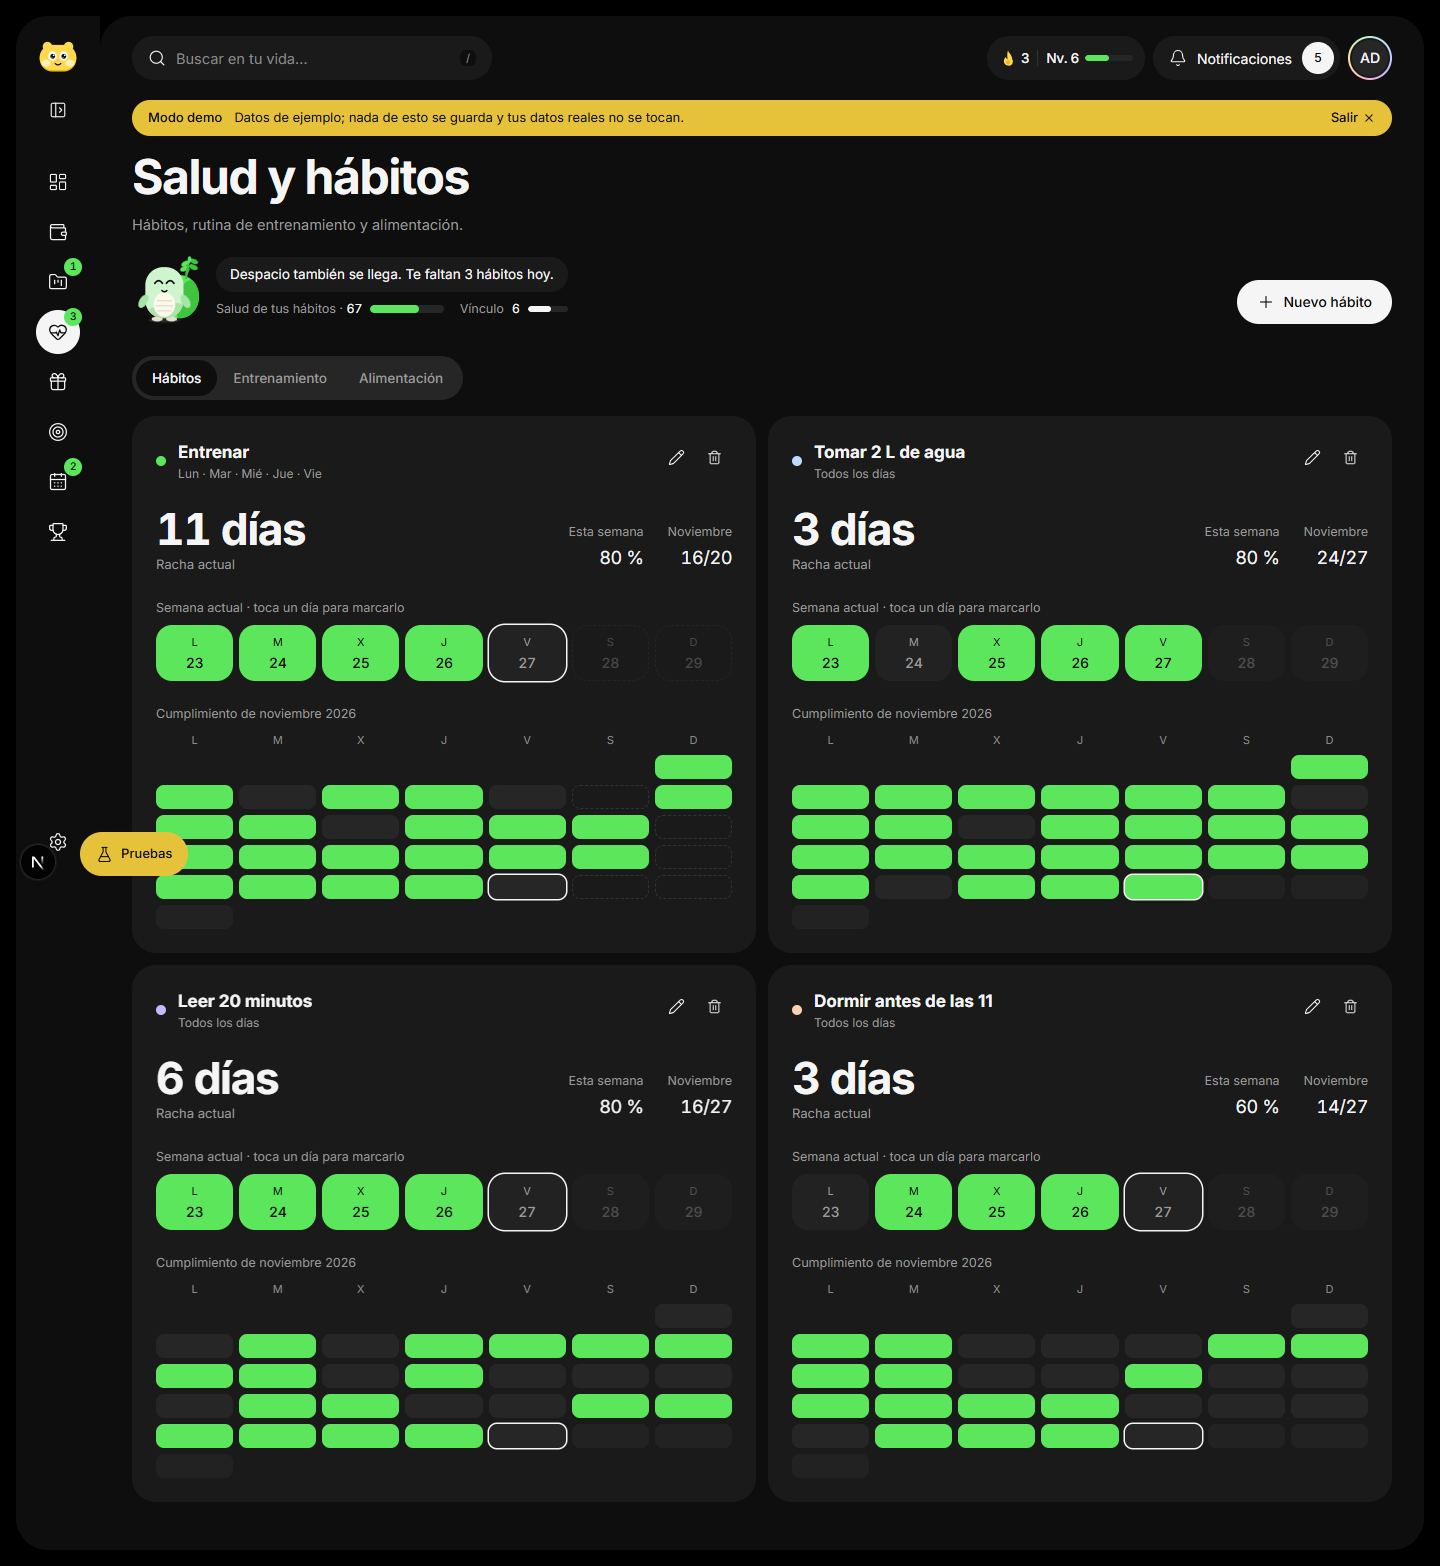 Buscar en tu vida...
/
3
Nv. 6
Notificaciones
5
AD
Modo demo
Datos de ejemplo; nada de esto se guarda y tus datos reales no se tocan.
Salir
Salud y hábitos
Hábitos, rutina de entrenamiento y alimentación.
Despacio también se llega. Te faltan 3 hábitos hoy.
Salud de tus hábitos · 67
Vínculo 6
Nuevo hábito
1
3
2
N
Pruebas
Hábitos
Entrenamiento
Alimentación
Entrenar
Lun · Mar · Mié · Jue · Vie
11 días
Racha actual
Esta semana
80 %
Noviembre
16/20
Semana actual · toca un día para marcarlo
L M X J V S D
23 24 25 26 27 28 29
Cumplimiento de noviembre 2026
L M X J V S D
Tomar 2 L de agua
Todos los días
3 días
Racha actual
Esta semana
80 %
Noviembre
24/27
Semana actual · toca un día para marcarlo
L M X J V S D
23 24 25 26 27 28 29
Cumplimiento de noviembre 2026
L M X J V S D
Leer 20 minutos
Todos los días
6 días
Racha actual
Esta semana
80 %
Noviembre
16/27
Semana actual · toca un día para marcarlo
L M X J V S D
23 24 25 26 27 28 29
Cumplimiento de noviembre 2026
L M X J V S D
Dormir antes de las 11
Todos los días
3 días
Racha actual
Esta semana
60 %
Noviembre
14/27
Semana actual · toca un día para marcarlo
L M X J V S D
23 24 25 26 27 28 29
Cumplimiento de noviembre 2026
L M X J V S D